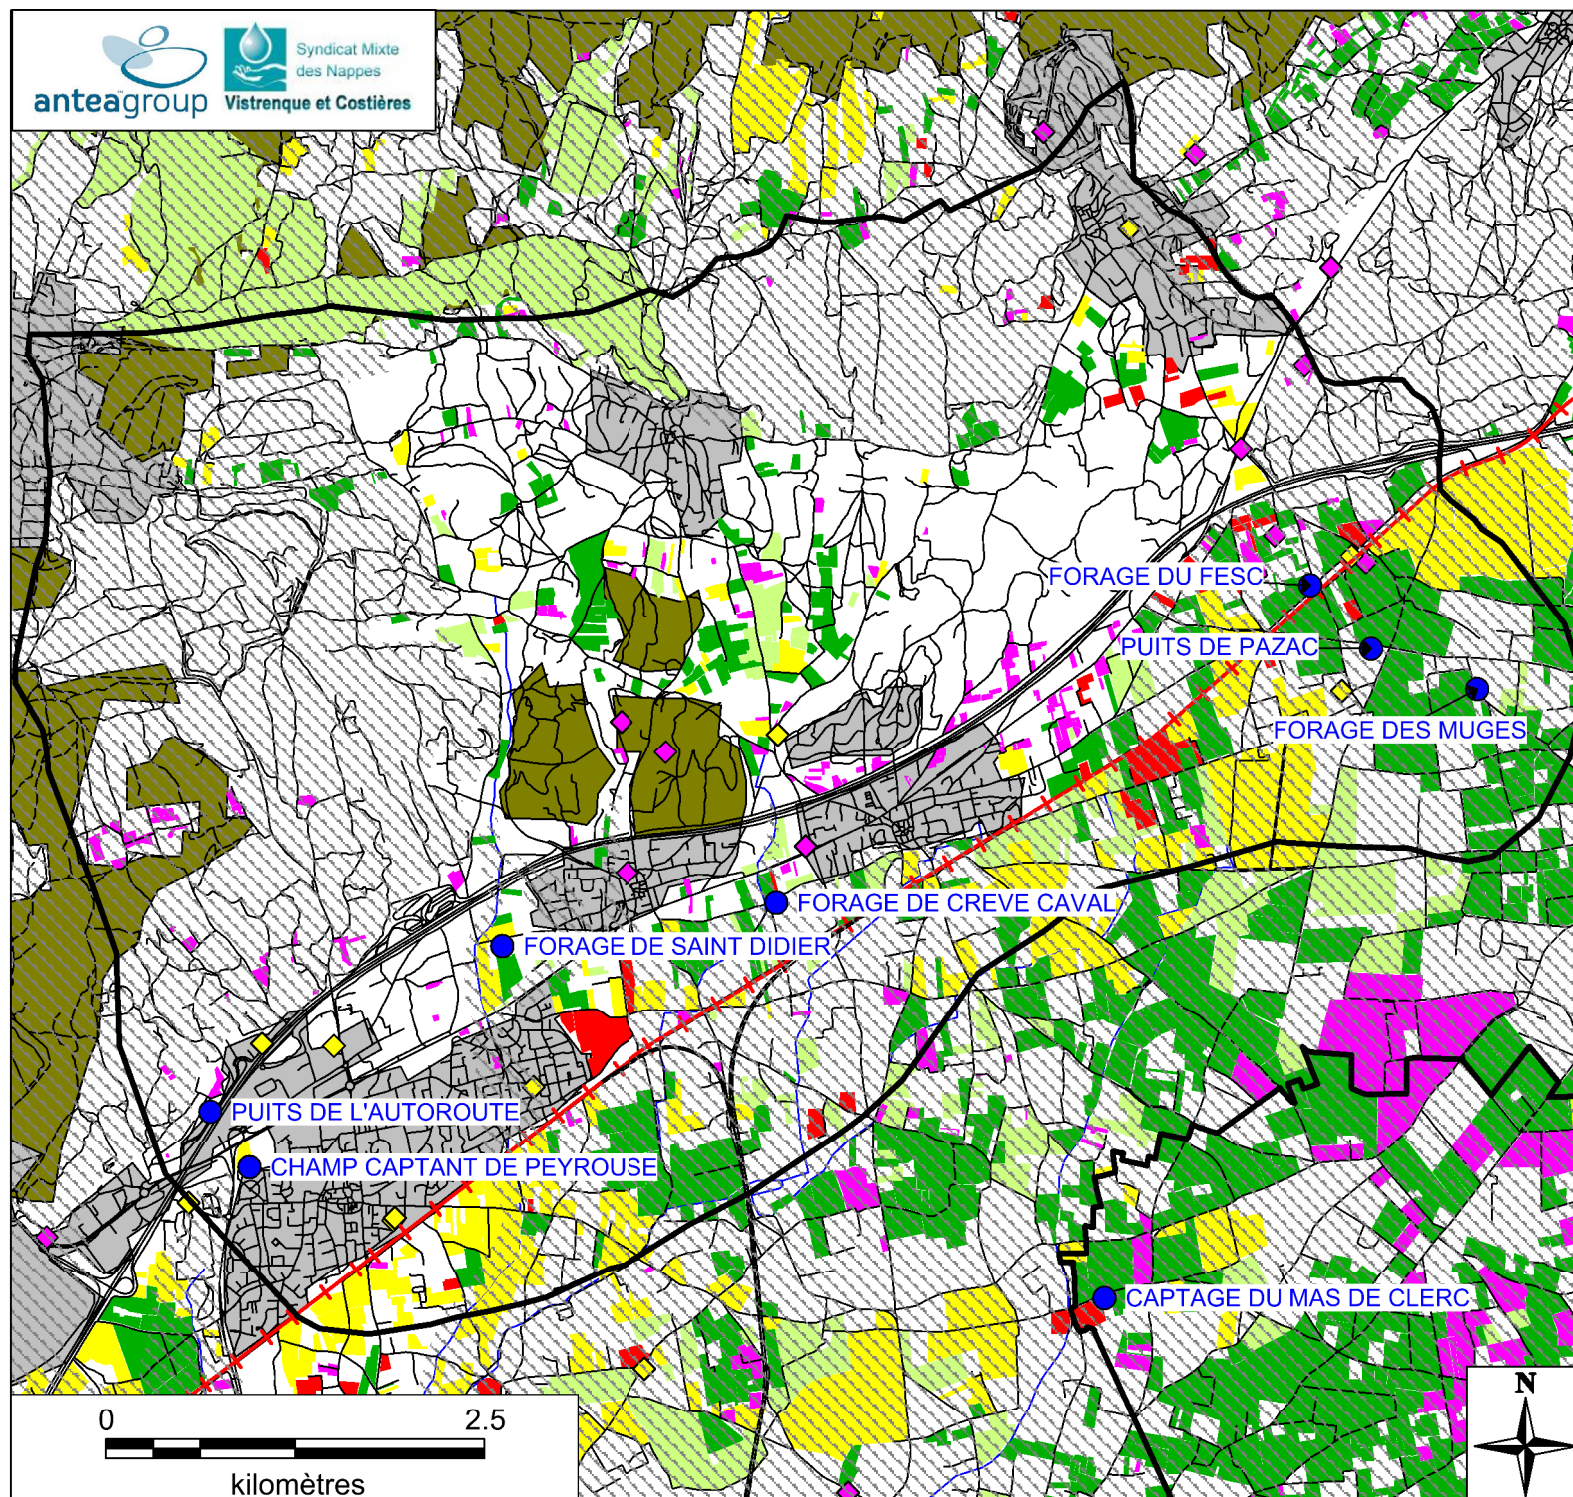 anteagroup
Syndicat Mixte
des Nappes
Vistrenque et Costières
FORAGE DU FESC
PUITS DE PAZAC
FORAGE DES MUGES
FORAGE DE CREVE CAVAL
FORAGE DE SAINT DIDIER
PUITS DE L'AUTOROUTE
CHAMP CAPTANT DE PEYROUSE
CAPTAGE DU MAS DE CLERC
0 2.5
kilomètres
N